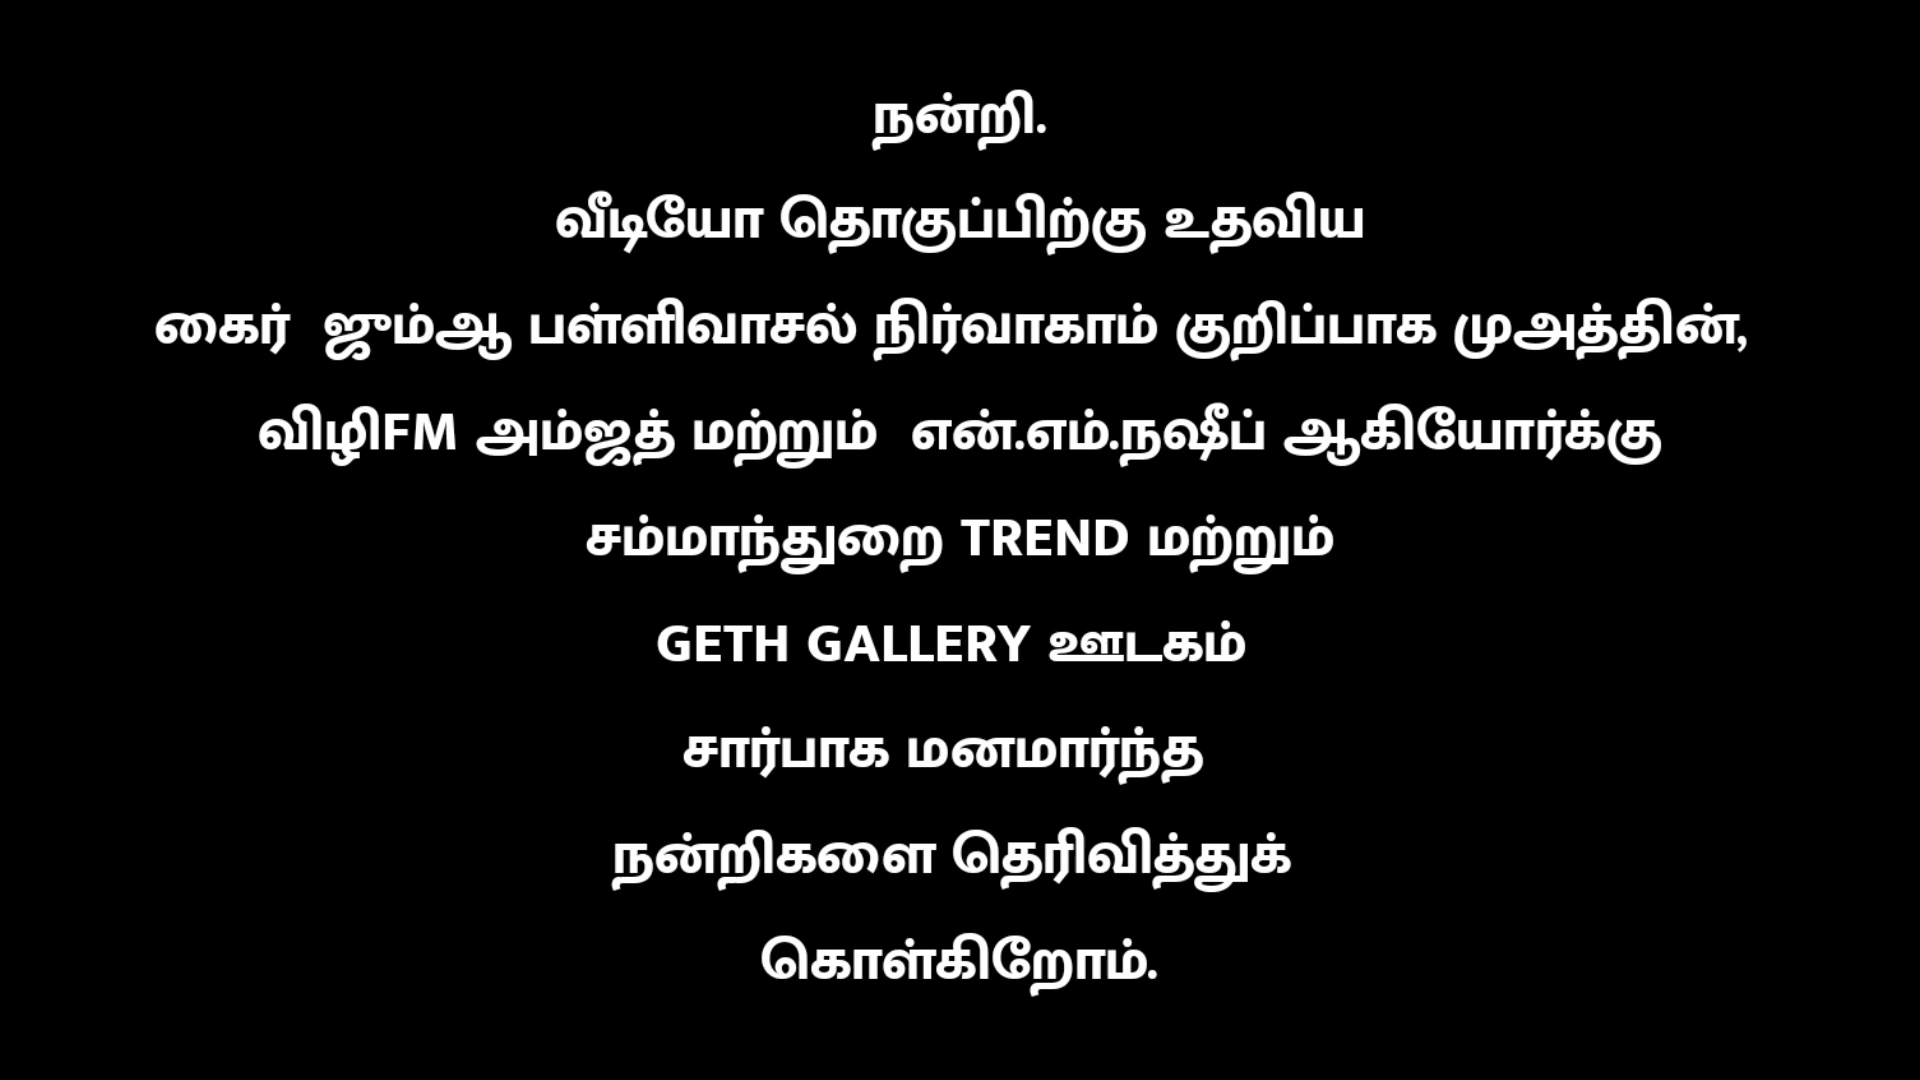 நன்றி.
வீடியோ தொகுப்பிற்கு உதவிய
கைர் ஜும்ஆ பள்ளிவாசல் நிர்வாகாம் குறிப்பாக முஅத்தின்,
விழிFM அம்ஜத் மற்றும் என்.எம்.நஷீப் ஆகியோர்க்கு
சம்மாந்துறை TREND மற்றும்
GETH GALLERY ஊடகம்
சார்பாக மனமார்ந்த
நன்றிகளை தெரிவித்துக்
கொள்கிறோம்.